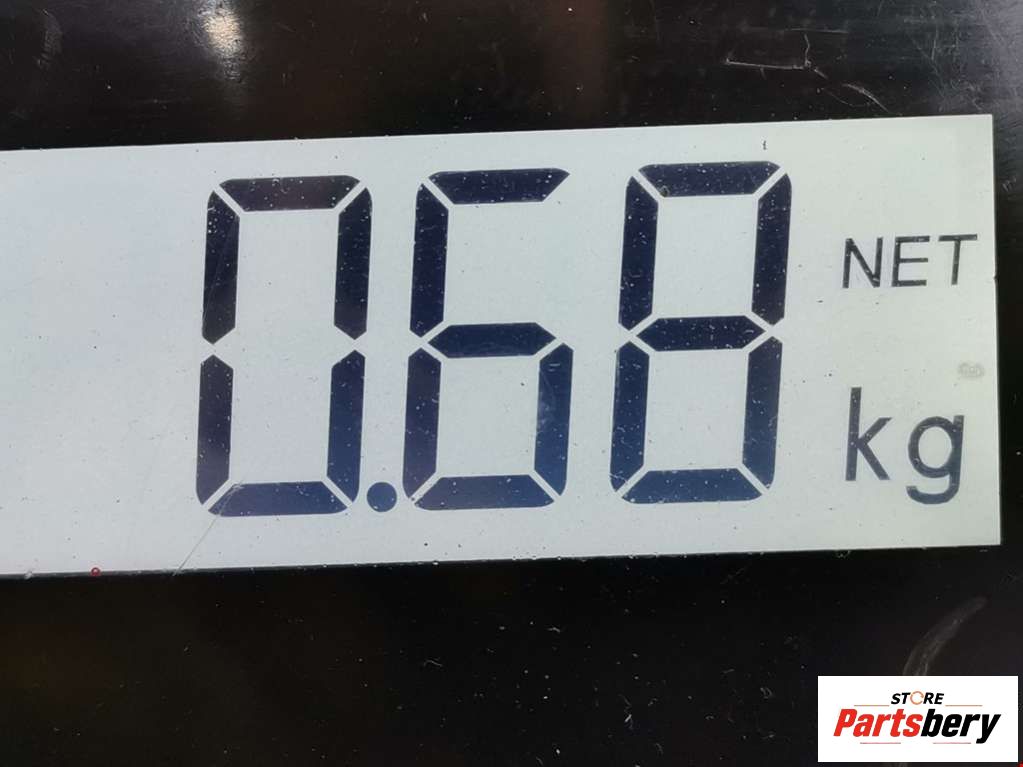 0.68
NET
kg
STORE
Partsbery